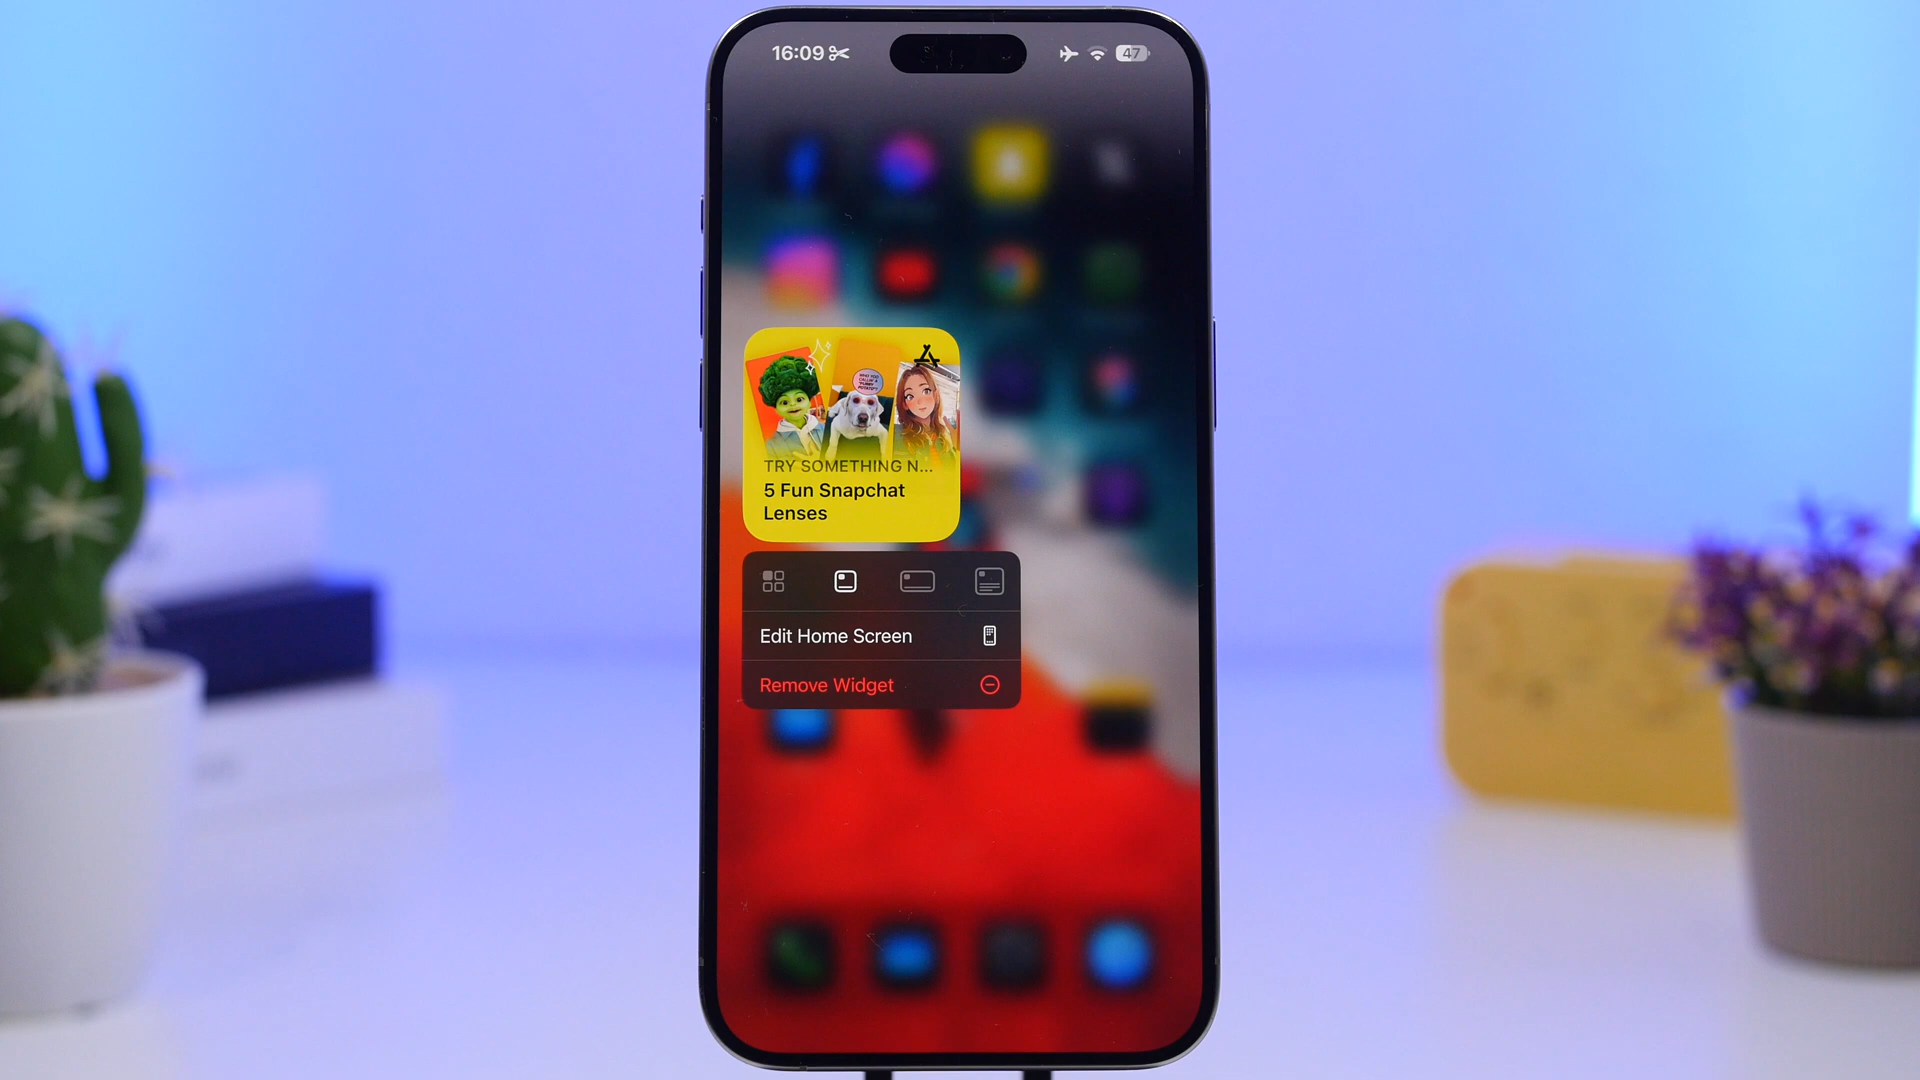 16:09
47
TRY SOMETHING N...
5 Fun Snapchat
Lenses
Edit Home Screen
Remove Widget